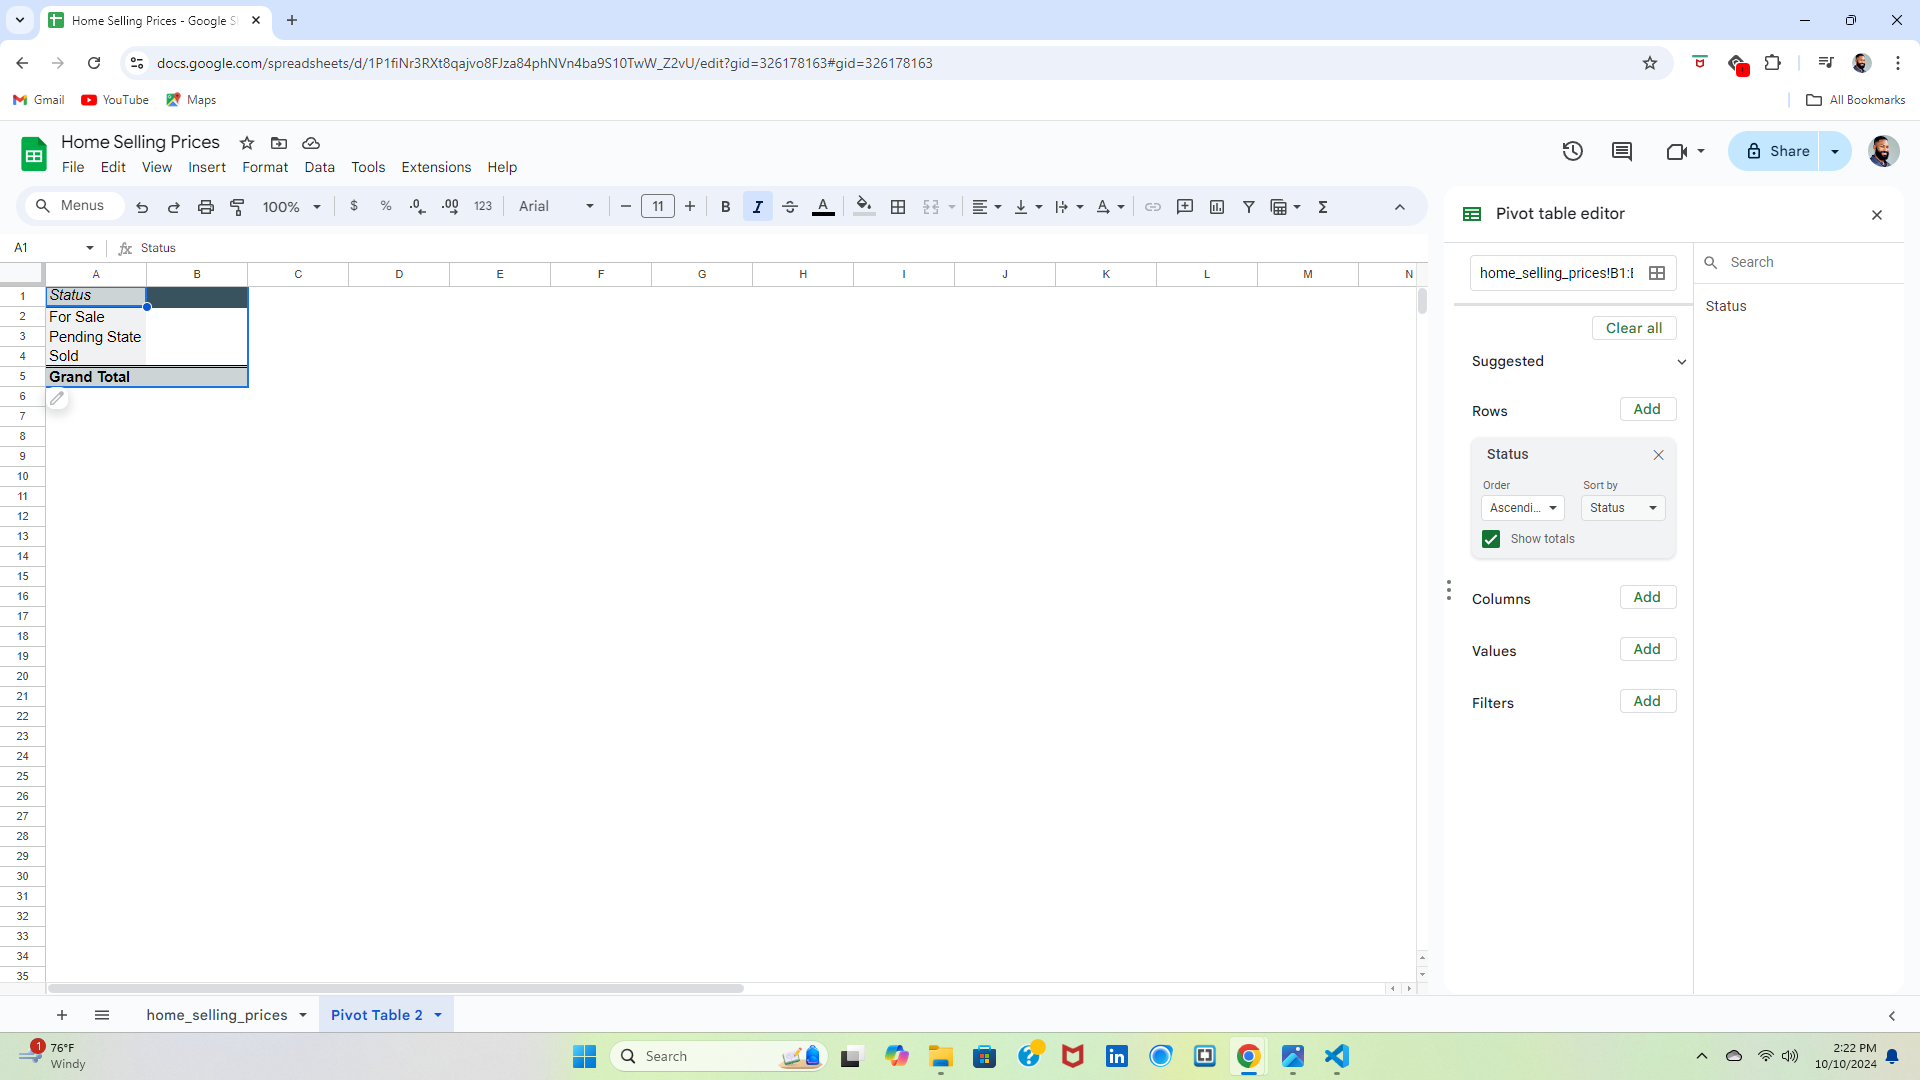 Home Selling Prices - Google S
docs.google.com/spreadsheets/d/1P1fiNr3RXt8qajvo8FJza84phNVn4ba9S10TwW_Z2vU/edit?gid=326178163#gid=326178163
Gmail YouTube Maps All Bookmarks
Home Selling Prices
File Edit View Insert Format Data Tools Extensions Help
Share
Menus 100% $ % .0 .00 123 Arial 11 B I A
Pivot table editor
A1 fx Status
home_selling_prices!B1:E
Search
A B C D E F G H I J K L M N
1 Status
2 For Sale
3 Pending State
4 Sold
5 Grand Total
6
7
8
9
10
11
12
13
14
15
16
17
18
19
20
21
22
23
24
25
26
27
28
29
30
31
32
33
34
35
Status
Clear all
Suggested
Rows Add
Status
Order Sort by
Ascendi... Status
Show totals
Columns Add
Values Add
Filters Add
home_selling_prices Pivot Table 2
1
76°F
Windy
Search
2:22 PM
10/10/2024